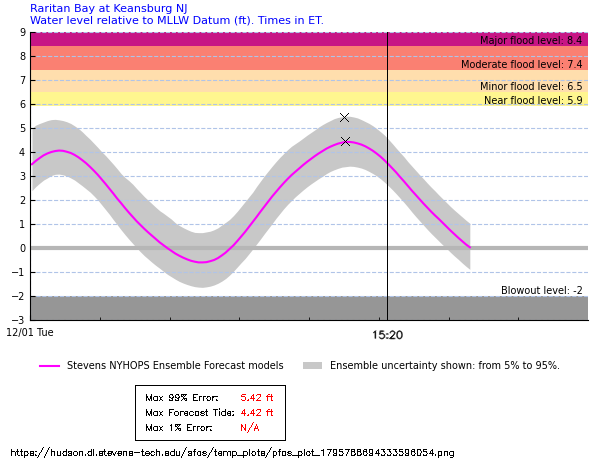 Raritan Bay at Keansburg NJ
Water level relative to MLLW Datum (ft). Times in ET.
9
Major flood level: 8.4
8
Moderate flood level: 7.4
7
Minor flood level: 6.5
Near flood level: 5.9
6
5
4
3
2
1
0
−1
Blowout level: -2
−2
−3
12/01 Tue
15:20
Stevens NYHOPS Ensemble Forecast models
Ensemble uncertainty shown: from 5% to 95%.
Max 99% Error: 5.42 ft
Max Forecast Tide: 4.42 ft
Max 1% Error: N/A
https://hudson.dl.stevens-tech.edu/sfas/temp_plots/pfas_plot_1795788694333596054.png